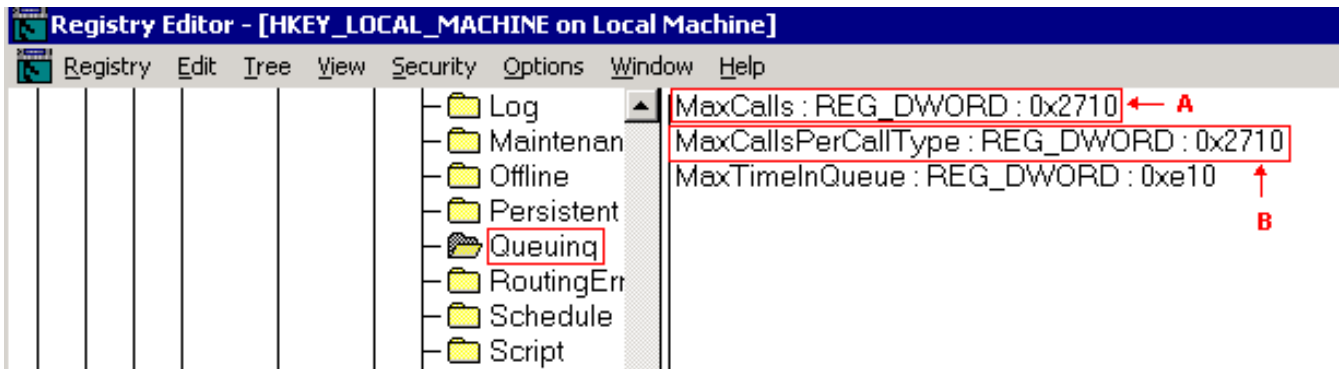 Registry Editor - [HKEY_LOCAL_MACHINE on Local Machine]
Registry Edit Tree View Security Options Window Help
Log
Maintenan
Offline
Persistent
Queuing
RoutingErr
Schedule
Script
MaxCalls : REG_DWORD : 0x2710 A
MaxCallsPerCallType : REG_DWORD : 0x2710
MaxTimeInQueue : REG_DWORD : 0xe10
B